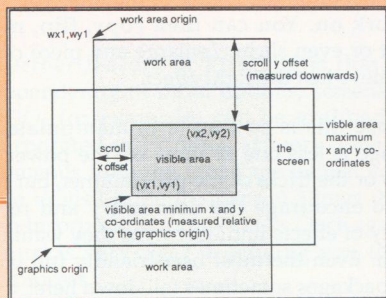 wx1,wy1
work area origin
work area
scroll y offset
(measured downwards)
(vx2,vy2)
visble area
maximum
x and y co-
ordinates
the
screen
scroll
x offset
visible area
(vx1,vy1)
visible area minimum x and y
co-ordinates (measured relative
to the graphics origin)
graphics origin
work area